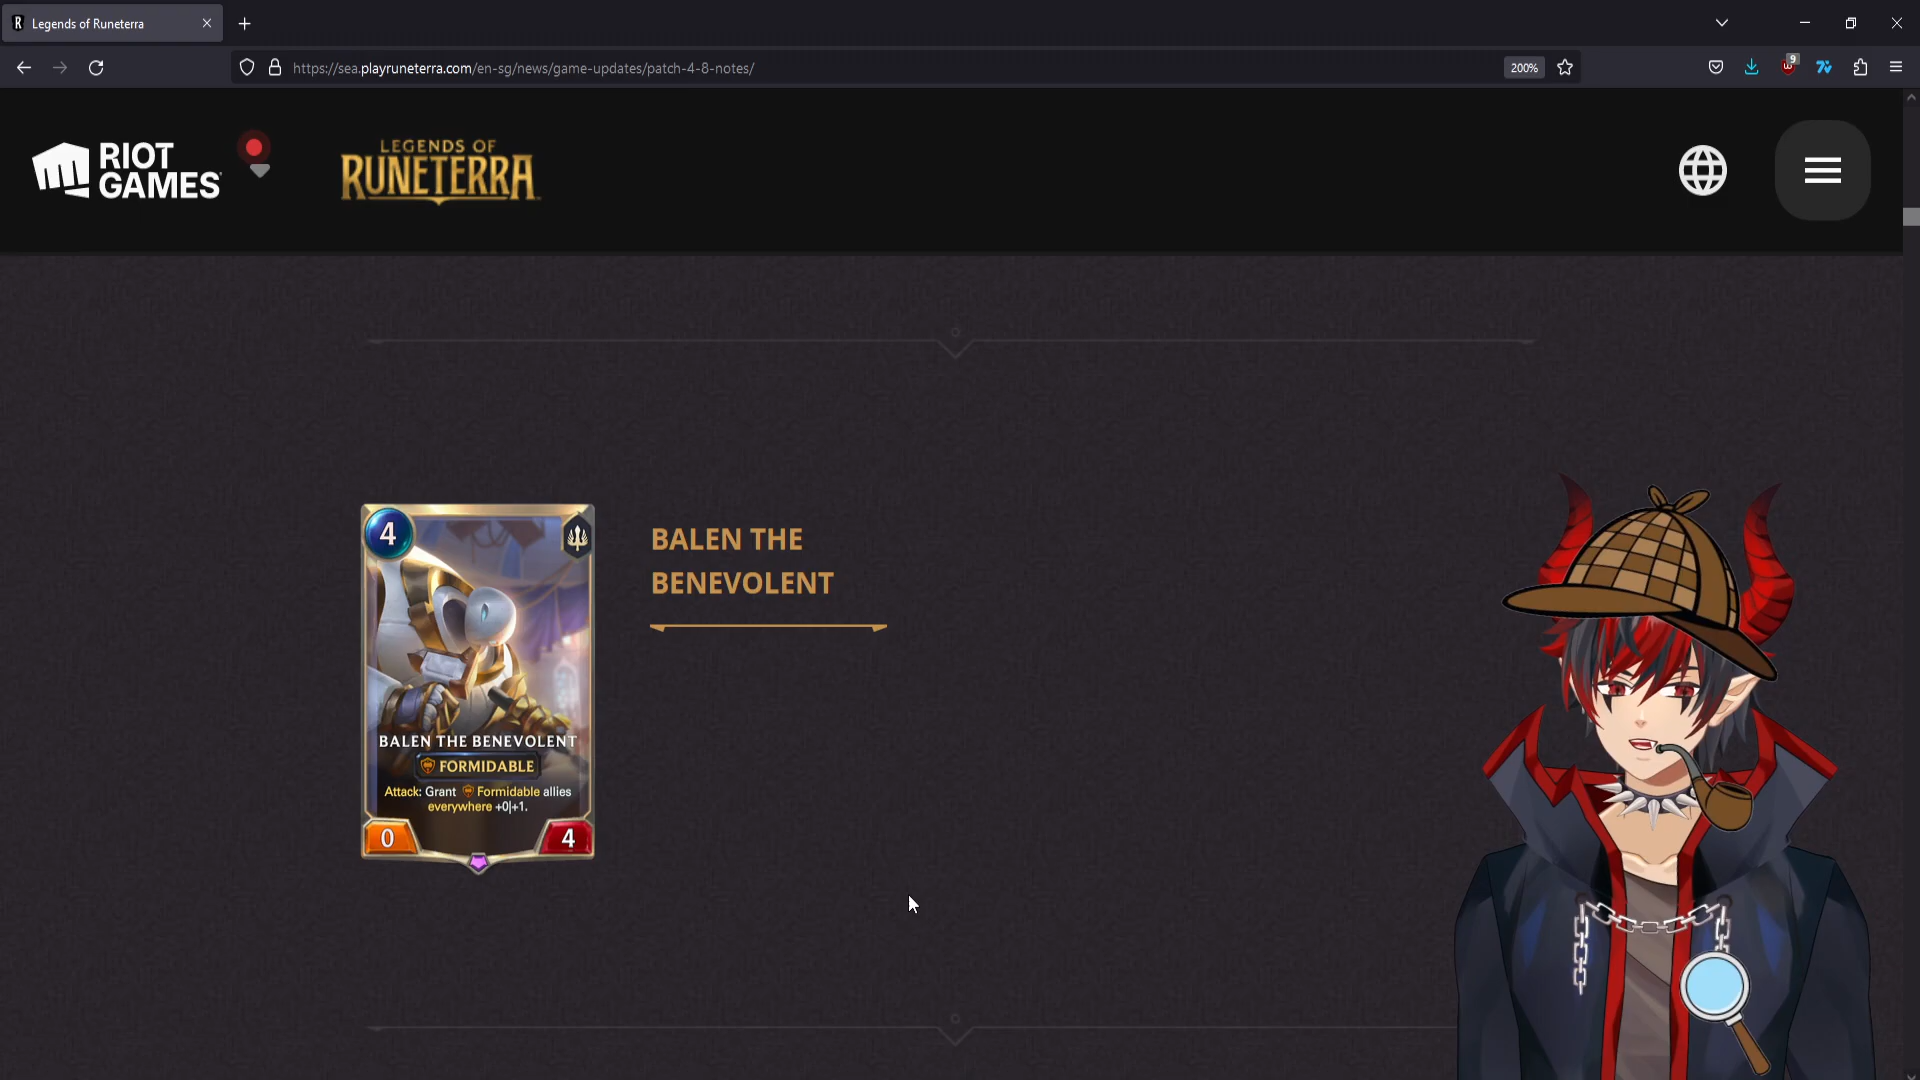 Legends of Runeterra
https://sea.playruneterra.com/en-sg/news/game-updates/patch-4-8-notes/
200%
9
RIOT
GAMES
LEGENDS OF
RUNETERRA
4
BALEN THE
BENEVOLENT
BALEN THE BENEVOLENT
FORMIDABLE
Attack: Grant Formidable allies
everywhere +0|+1.
0
4